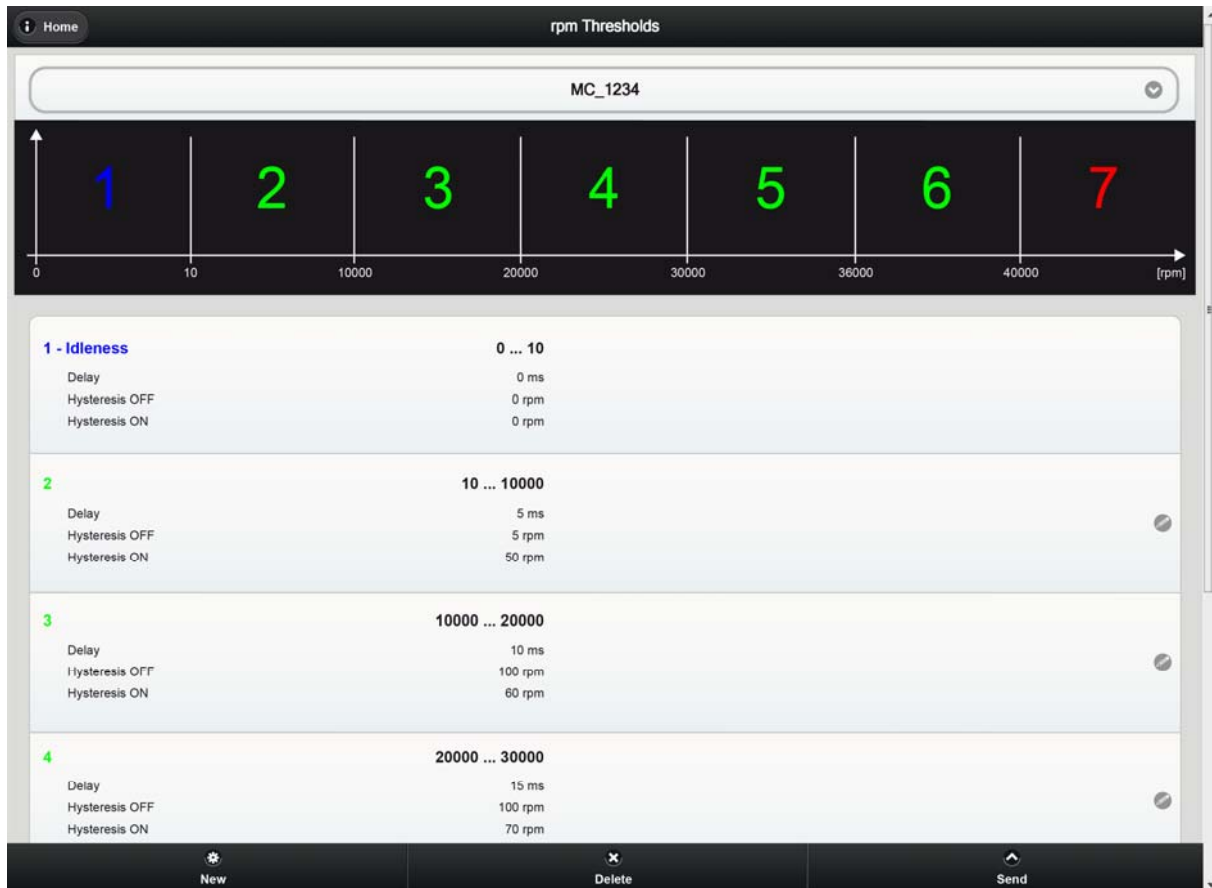 Home
rpm Thresholds
MC_1234
1 2 3 4 5 6 7
0 10 10000 20000 30000 36000 40000 [rpm]
1 - Idleness 0 ... 10
Delay 0 ms
Hysteresis OFF 0 rpm
Hysteresis ON 0 rpm
2 10 ... 10000
Delay 5 ms
Hysteresis OFF 5 rpm
Hysteresis ON 50 rpm
3 10000 ... 20000
Delay 10 ms
Hysteresis OFF 100 rpm
Hysteresis ON 60 rpm
4 20000 ... 30000
Delay 15 ms
Hysteresis OFF 100 rpm
Hysteresis ON 70 rpm
New Delete Send